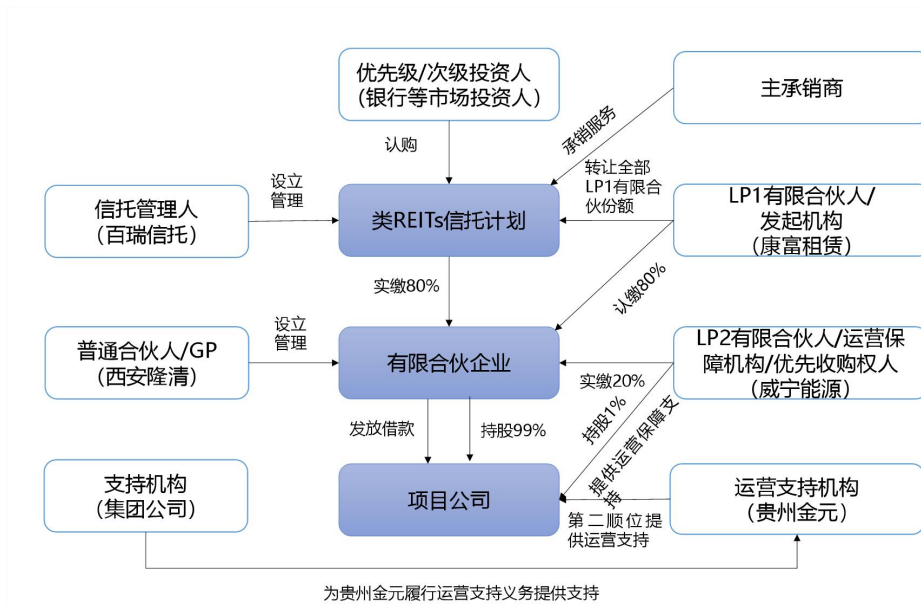 优先级/次级投资人
（银行等市场投资人）
主承销商
认购
承销服务
转让全部
LP1有限合
伙份额
设立
管理
信托管理人
（百瑞信托）
类REITs信托计划
LP1有限合伙人/
发起机构
（康富租赁）
实缴80%
认缴80%
设立
管理
普通合伙人/GP
（西安隆清）
有限合伙企业
LP2有限合伙人/运营保
障机构/优先收购权人
（威宁能源）
实缴20%
发放借款
持股99%
持股1%
提供运营保障支
持
支持机构
（集团公司）
项目公司
运营支持机构
（贵州金元）
第二顺位提
供运营支持
为贵州金元履行运营支持义务提供支持